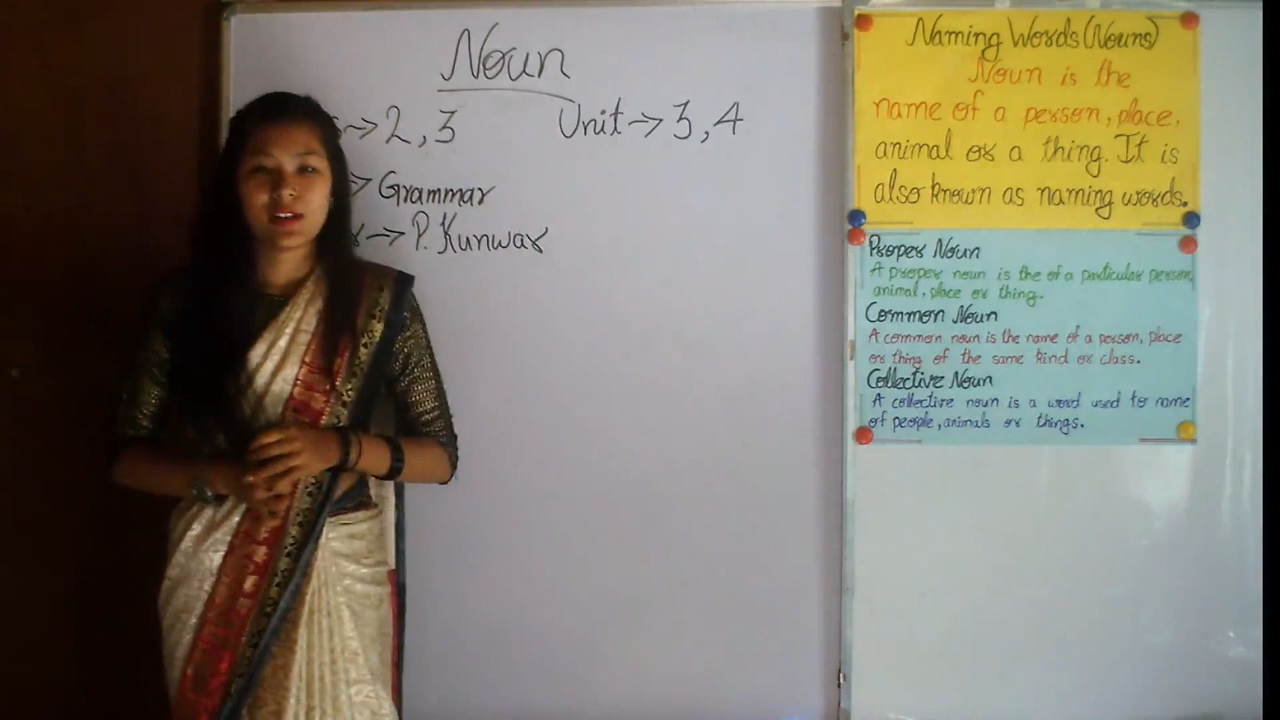 Noun
→ 2, 3
Unit → 3, 4
→ Grammar
→ P. Kunwar
Naming Words (Nouns)
Noun is the
name of a person, place,
animal or a thing. It is
also known as naming words.
Proper Noun
A proper noun is the of a particular person,
animal, place or thing.
Common Noun
A common noun is the name of a person, place
or thing of the same kind or class.
Collective Noun
A collective noun is a word used to name
of people, animals or things.